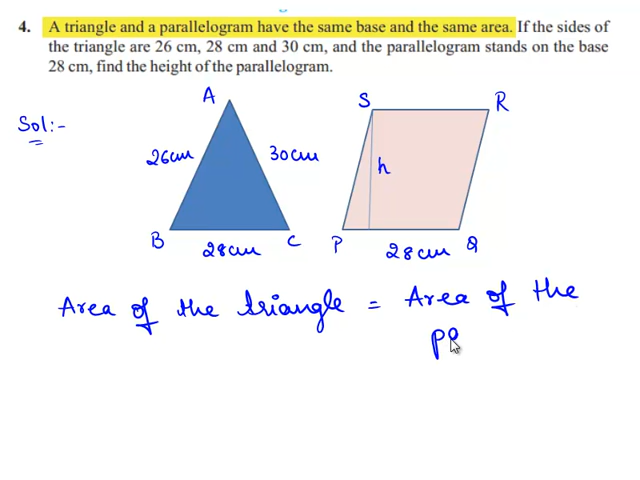 4. A triangle and a parallelogram have the same base and the same area. If the sides of
the triangle are 26 cm, 28 cm and 30 cm, and the parallelogram stands on the base
28 cm, find the height of the parallelogram.
Sol:-
A
S
R
26cm
30cm
h
B
28cm
C
P
28cm
Q
Area of the triangle = Area of the